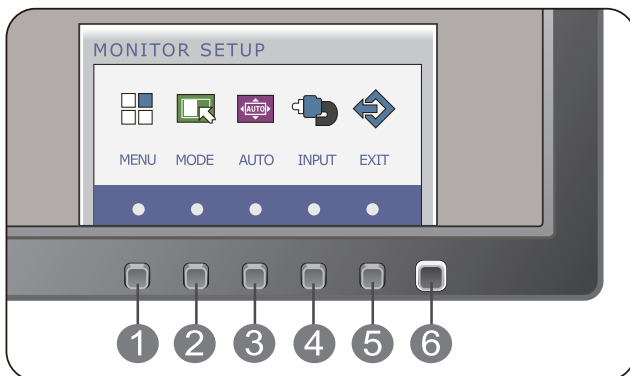 MONITOR SETUP
AUTO
MENU MODE AUTO INPUT EXIT
1 2 3 4 5 6